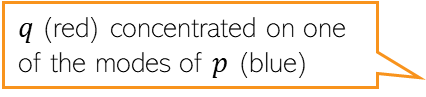 q (red) concentrated on one
of the modes of p (blue)